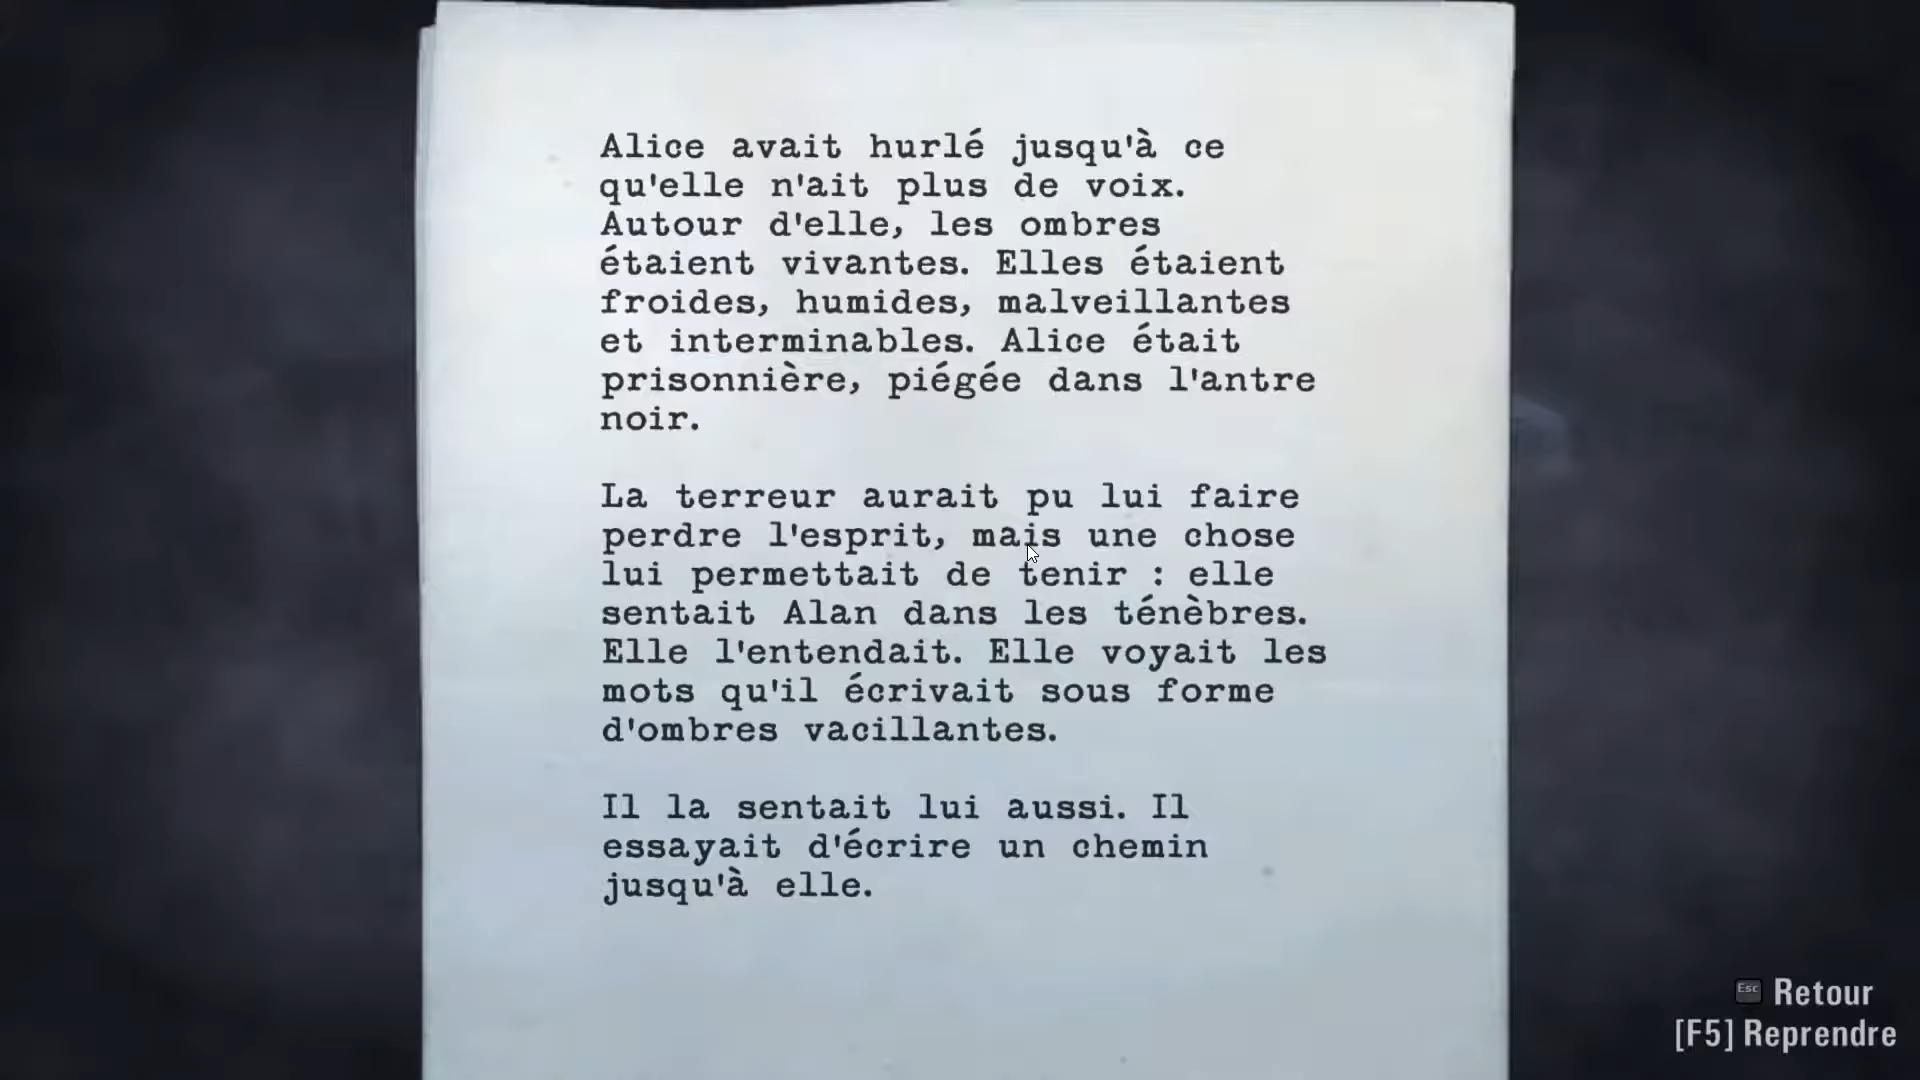 Alice avait hurlé jusqu'à ce
qu'elle n'ait plus de voix.
Autour d'elle, les ombres
étaient vivantes. Elles étaient
froides, humides, malveillantes
et interminables. Alice était
prisonnière, piégée dans l'antre
noir.
La terreur aurait pu lui faire
perdre l'esprit, mais une chose
lui permettait de tenir : elle
sentait Alan dans les ténèbres.
Elle l'entendait. Elle voyait les
mots qu'il écrivait sous forme
d'ombres vacillantes.
Il la sentait lui aussi. Il
essayait d'écrire un chemin
jusqu'à elle.
Esc Retour
[F5] Reprendre